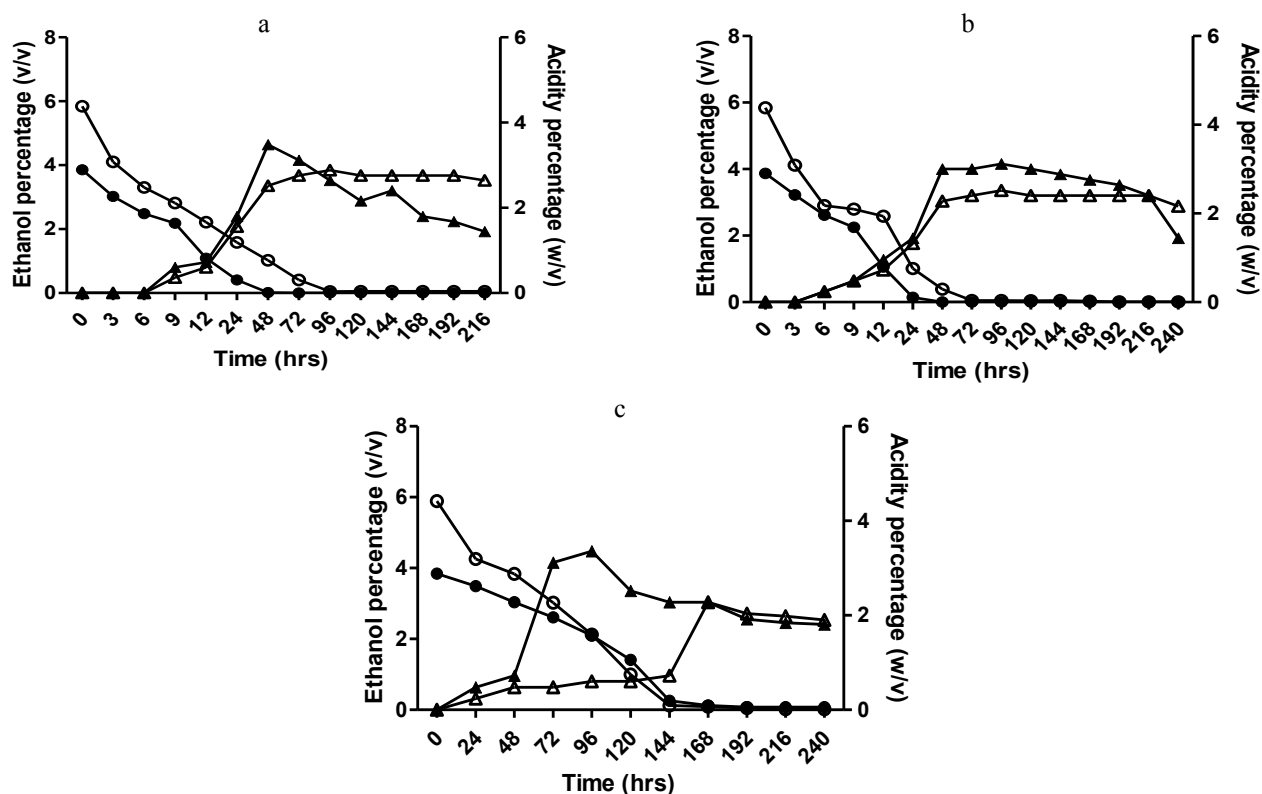 a
Ethanol percentage (v/v)
8
6
4
2
0
Acidity percentage (w/v)
6
4
2
0
0 3 6 9 12 24 48 72 96 120 144 168 192 216
Time (hrs)
b
Ethanol percentage (v/v)
8
6
4
2
0
Acidity percentage (w/v)
6
4
2
0
0 3 6 9 12 24 48 72 96 120 144 168 192 216 240
Time (hrs)
c
Ethanol percentage (v/v)
8
6
4
2
0
Acidity percentage (w/v)
6
4
2
0
0 24 48 72 96 120 144 168 192 216 240
Time (hrs)